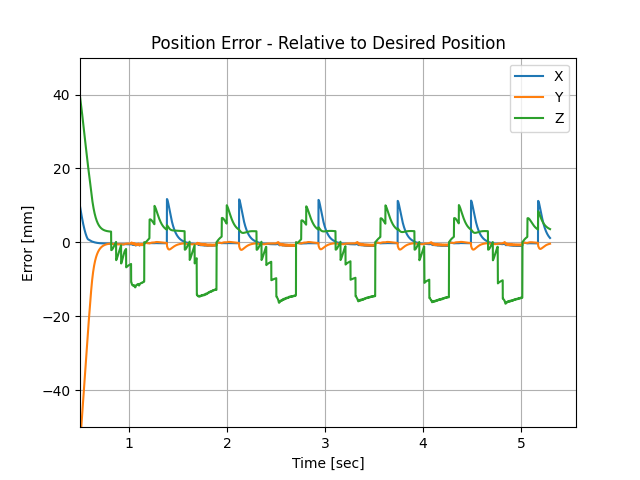 Position Error - Relative to Desired Position
X
Y
Z
Error [mm]
40
20
0
−20
−40
1
2
3
4
5
Time [sec]